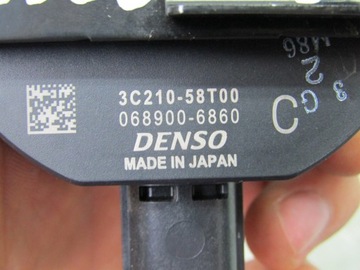 3C210-58T00
068900-6860
DENSO
MADE IN JAPAN
C